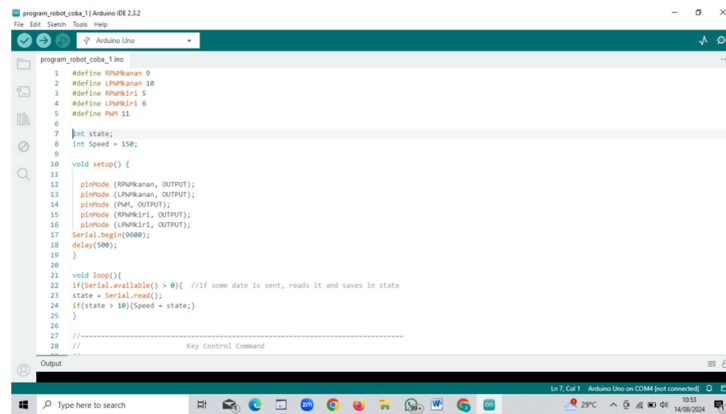 program_robot_coba_1 | Arduino IDE 2.3.2
File Edit Sketch Tools Help
Arduino Uno
program_robot_coba_1.ino
1 #define RPWMkanan 9
2 #define LPWMkanan 10
3 #define RPWMkiri 5
4 #define LPWMkiri 6
5 #define PWM 11
6
7 int state;
8 int Speed = 150;
9
10 void setup() {
11
12 pinMode (RPWMkanan, OUTPUT);
13 pinMode (LPWMkanan, OUTPUT);
14 pinMode (PWM, OUTPUT);
15 pinMode (RPWMkiri, OUTPUT);
16 pinMode (LPWMkiri, OUTPUT);
17 Serial.begin(9600);
18 delay(500);
19 }
20
21 void loop(){
22 if(Serial.available() > 0){ //if some date is sent, reads it and saves in state
23 state = Serial.read();
24 if(state > 10){Speed = state;}
25 }
26
27 //===============================================================================
28 // Key Control Command
Output
Ln 7, Col 1 Arduino Uno on COM4 [not connected] 2
Type here to search
zm
99+
W
29°C
10:53
14/08/2024